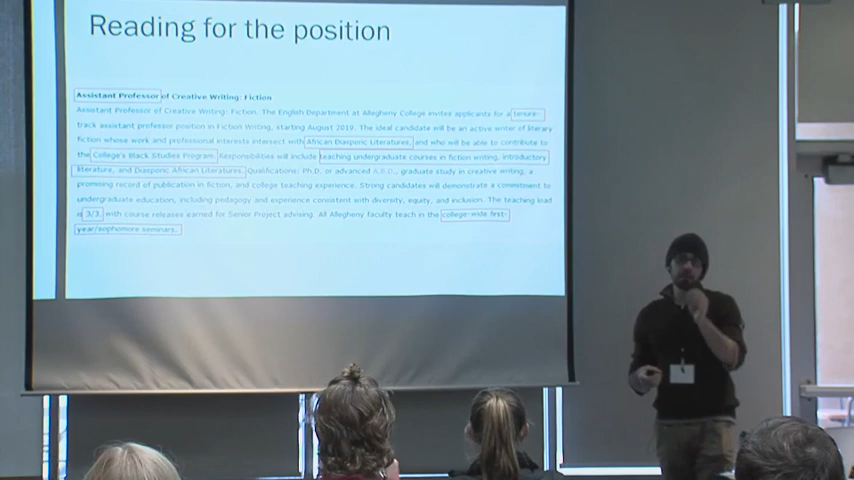 Reading for the position
Assistant Professor of Creative Writing: Fiction
Assistant Professor of Creative Writing: Fiction. The English Department at Allegheny College invites applicants for a tenure-
track assistant professor position in Fiction Writing, starting August 2019. The ideal candidate will be an active writer of literary
fiction whose work and professional interests intersect with African Diasporic Literatures, and who will be able to contribute to
the College's Black Studies Program. Responsibilities will include teaching undergraduate courses in fiction writing, introductory
literature, and Diasporic African Literatures. Qualifications: Ph.D. or advanced A.B.D., graduate study in creative writing, a
promising record of publication in fiction, and college teaching experience. Strong candidates will demonstrate a commitment to
undergraduate education, including pedagogy and experience consistent with diversity, equity, and inclusion. The teaching load
is 3/3, with course releases earned for Senior Project advising. All Allegheny faculty teach in the college-wide first-
year/sophomore seminars.